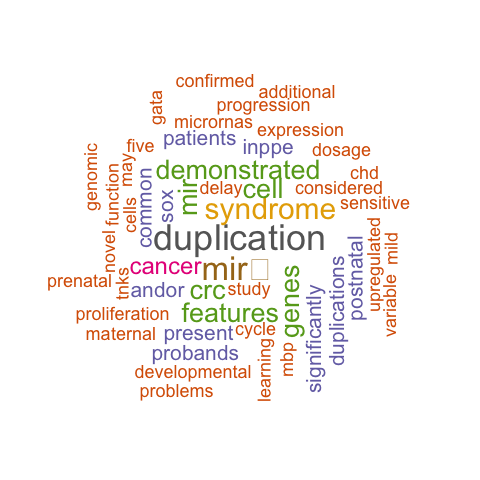 confirmed
additional
gata
progression
micrornas
expression
patients
five
inppe
dosage
genomic
may
demonstrated
chd
function
cells
common
sox
mir
delay
cell
considered
syndrome
sensitive
duplication
novel
tnks
cancer
mir□
postnatal
upregulated
mild
prenatal
andor
crc
study
genes
duplications
variable
proliferation
features
significantly
maternal
present
cycle
probands
learning
mbp
developmental
problems